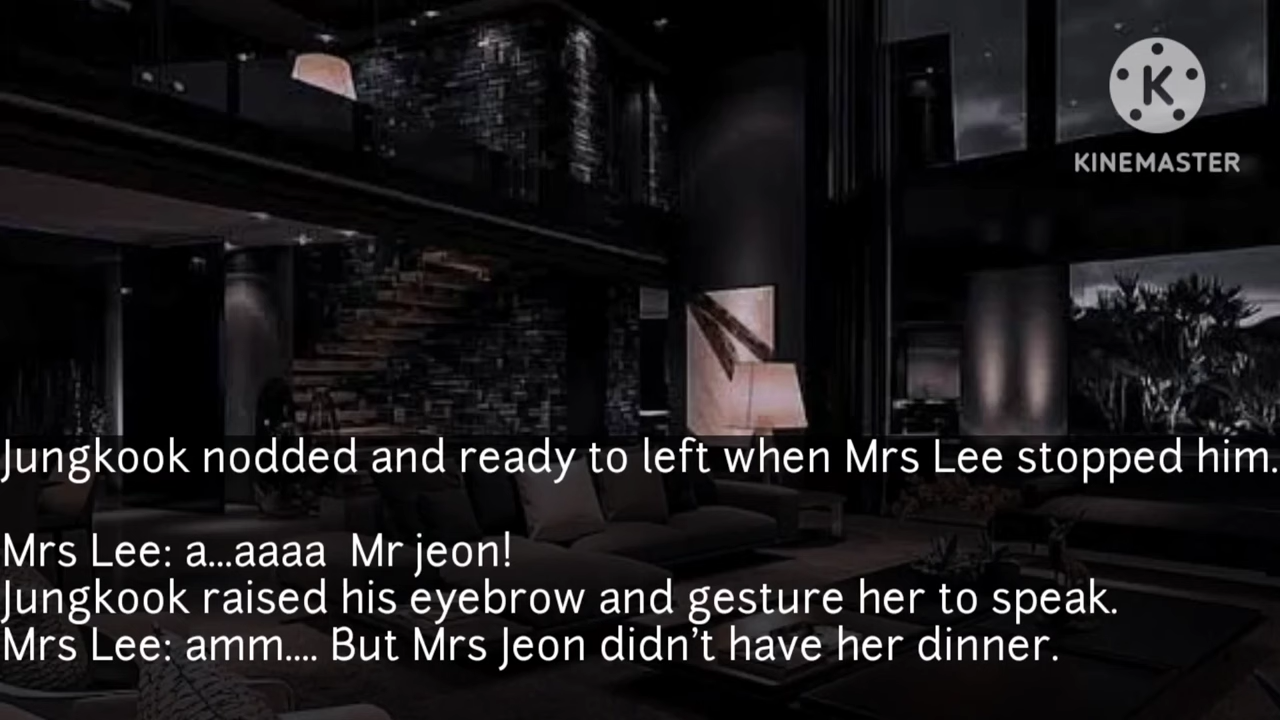 KINEMASTER
Jungkook nodded and ready to left when Mrs Lee stopped him.
Mrs Lee: a...aaaa  Mr jeon!
Jungkook raised his eyebrow and gesture her to speak.
Mrs Lee: amm.... But Mrs Jeon didn't have her dinner.